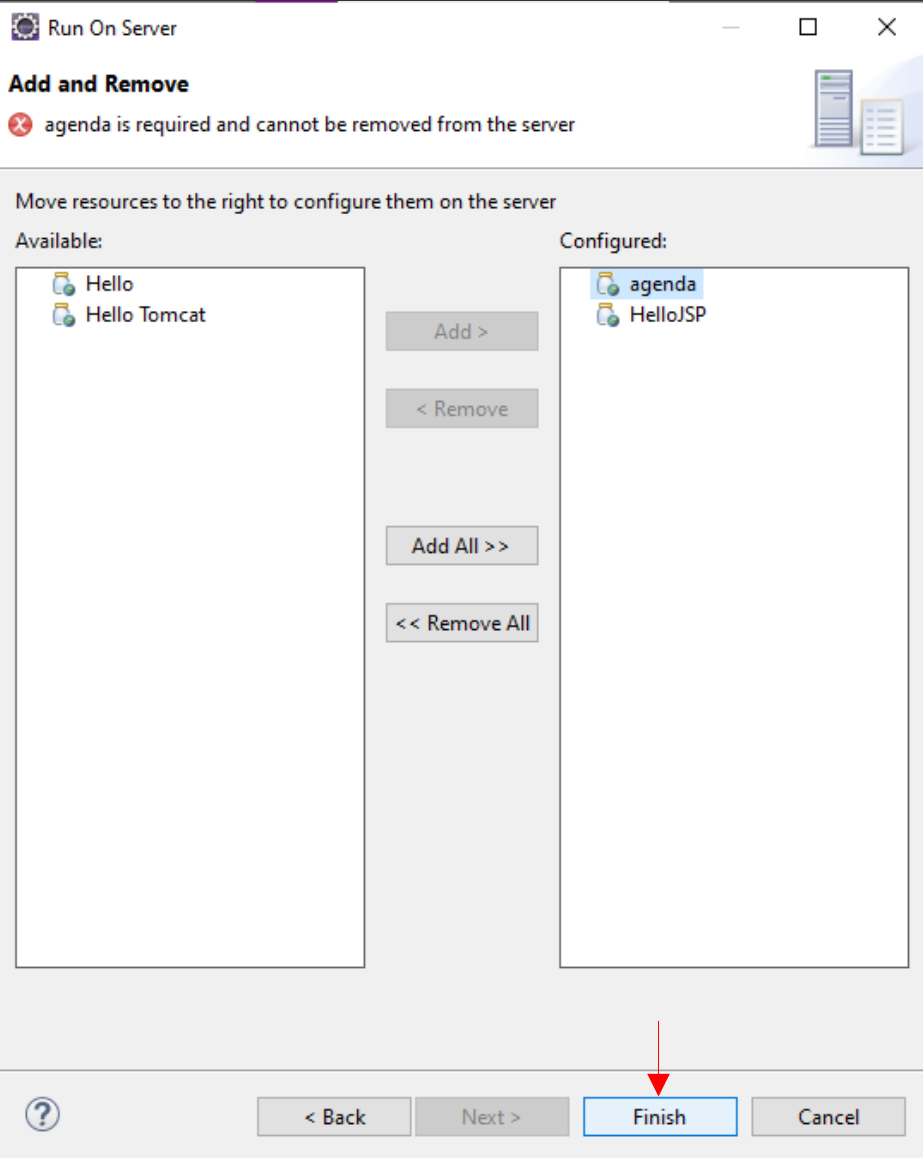 Run On Server
Add and Remove
agenda is required and cannot be removed from the server
Move resources to the right to configure them on the server
Available:
Configured:
Hello
Hello Tomcat
agenda
HelloJSP
Add >
< Remove
Add All >>
<< Remove All
?
< Back
Next >
Finish
Cancel